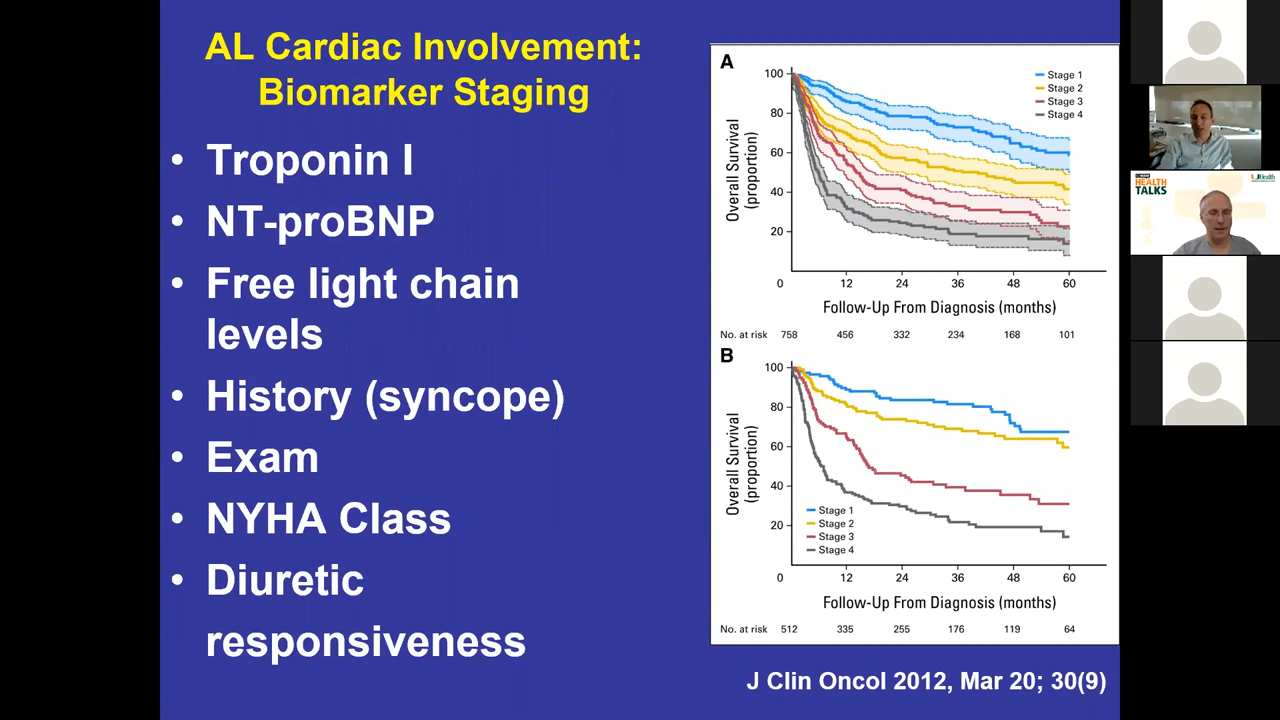 AL Cardiac Involvement:
Biomarker Staging
• Troponin I
• NT-proBNP
• Free light chain
levels
• History (syncope)
• Exam
• NYHA Class
• Diuretic
responsiveness
A
100
80
60
40
20
0
12
24
36
48
60
Overall Survival
(proportion)
Stage 1
Stage 2
Stage 3
Stage 4
Follow-Up From Diagnosis (months)
No. at risk 758 456 332 234 168 101
B
100
80
60
40
20
0
12
24
36
48
60
Overall Survival
(proportion)
Stage 1
Stage 2
Stage 3
Stage 4
Follow-Up From Diagnosis (months)
No. at risk 512 335 255 176 119 64
J Clin Oncol 2012, Mar 20; 30(9)
HEALTH
TALKS
Health